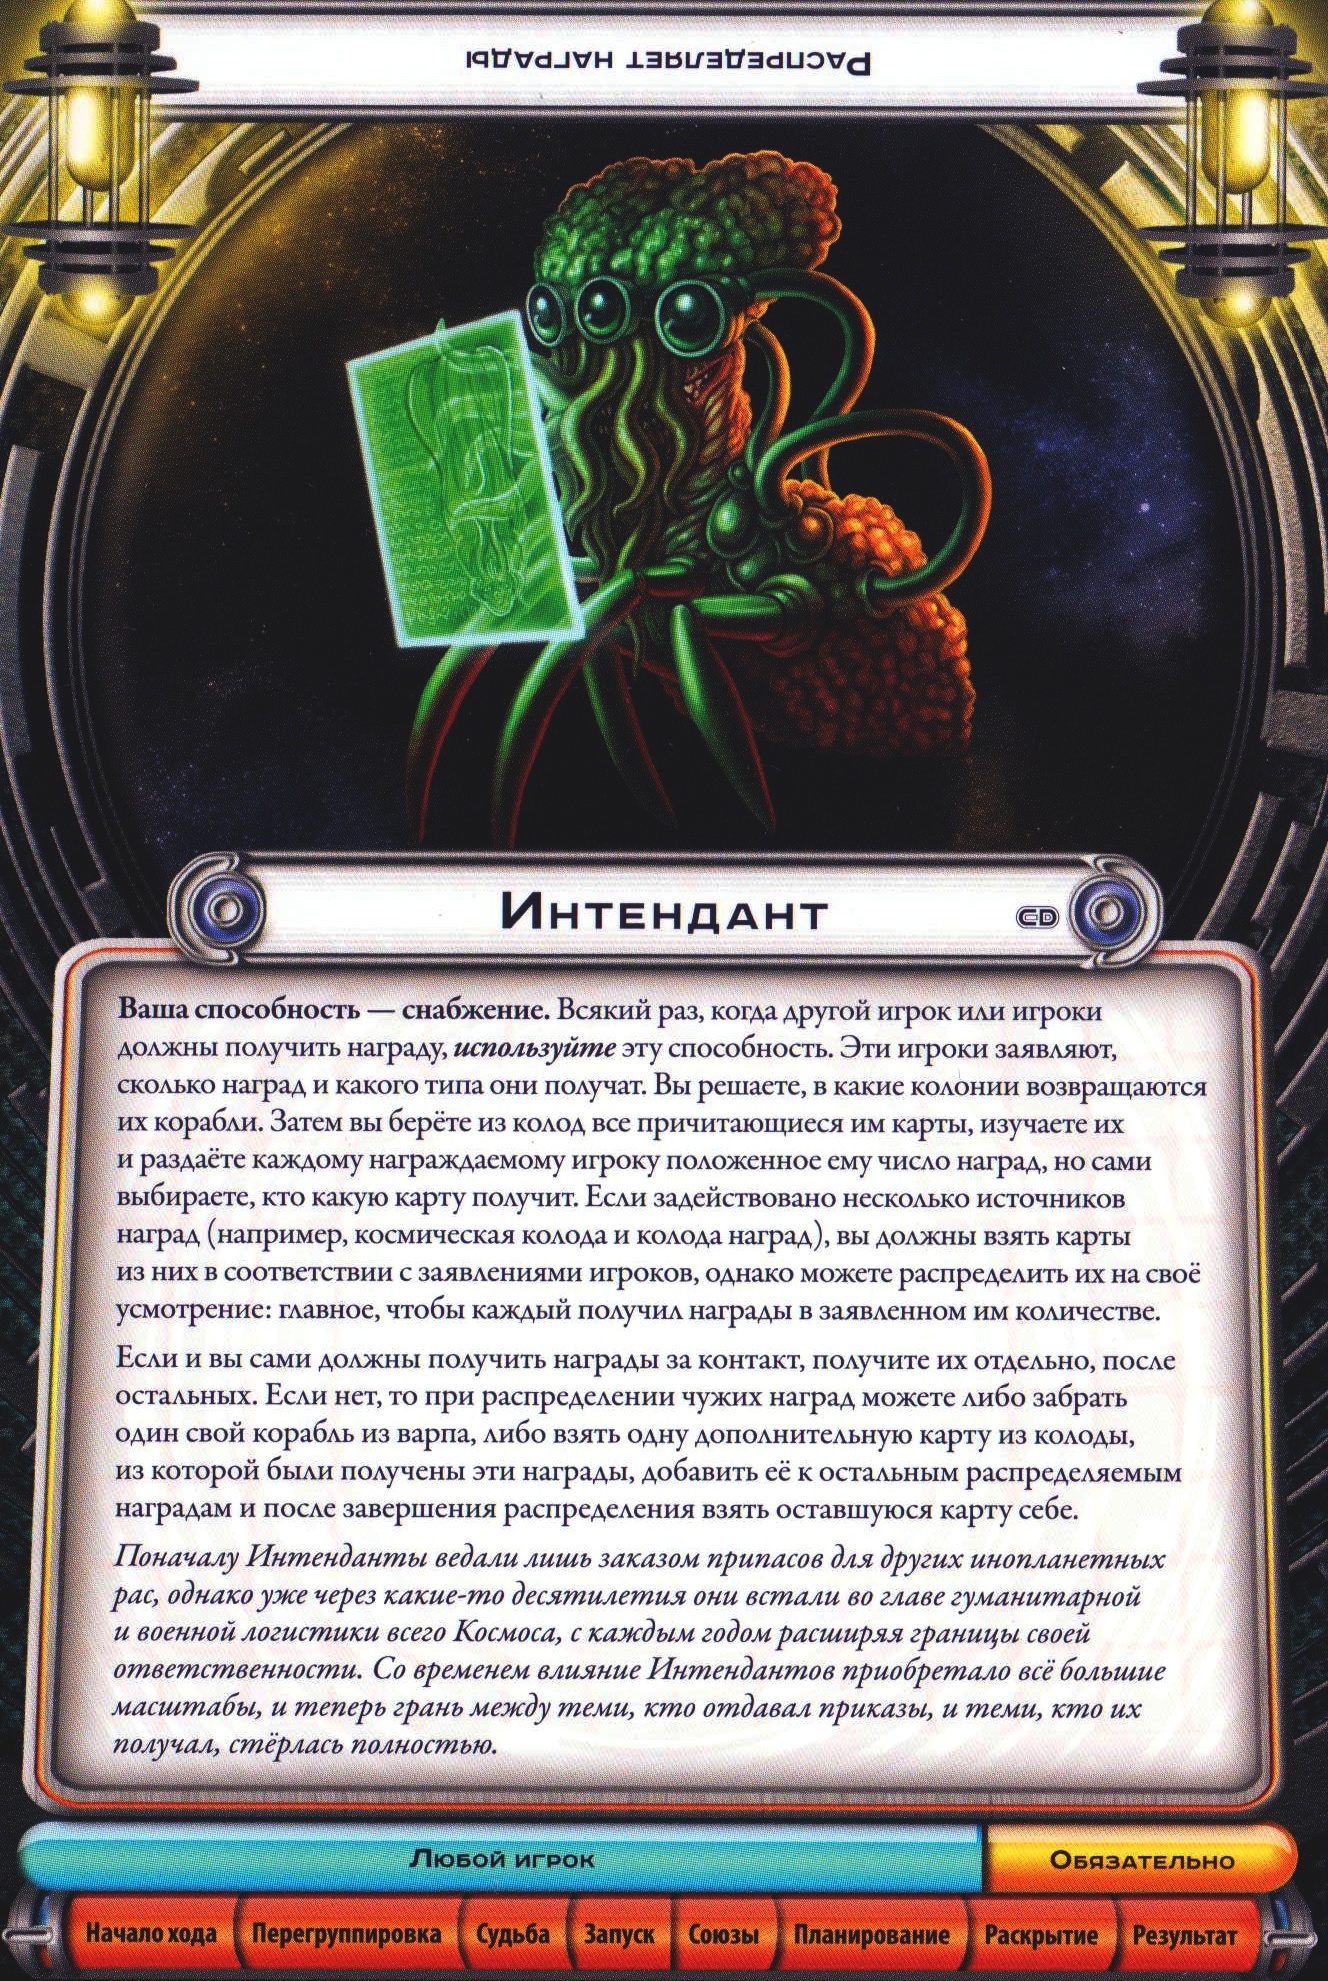 Распределяет награды
Интендант
CD
Ваша способность — снабжение. Всякий раз, когда другой игрок или игроки
должны получить награду, используйте эту способность. Эти игроки заявляют,
сколько наград и какого типа они получат. Вы решаете, в какие колонии возвращаются
их корабли. Затем вы берёте из колод все причитающиеся им карты, изучаете их
и раздаёте каждому награждаемому игроку положенное ему число наград, но сами
выбираете, кто какую карту получит. Если задействовано несколько источников
наград (например, космическая колода и колода наград), вы должны взять карты
из них в соответствии с заявлениями игроков, однако можете распределить их на своё
усмотрение: главное, чтобы каждый получил награды в заявленном им количестве.
Если и вы сами должны получить награды за контакт, получите их отдельно, после
остальных. Если нет, то при распределении чужих наград можете либо забрать
один свой корабль из варпа, либо взять одну дополнительную карту из колоды,
из которой были получены эти награды, добавить её к остальным распределяемым
наградам и после завершения распределения взять оставшуюся карту себе.
Поначалу Интенданты ведали лишь заказом припасов для других инопланетных
рас, однако уже через какие-то десятилетия они встали во главе гуманитарной
и военной логистики всего Космоса, с каждым годом расширяя границы своей
ответственности. Со временем влияние Интендантов приобретало всё большие
масштабы, и теперь грань между теми, кто отдавал приказы, и теми, кто их
получал, стёрлась полностью.
Любой игрок Обязательно
Начало хода Перегруппировка Судьба Запуск Союзы Планирование Раскрытие Результат